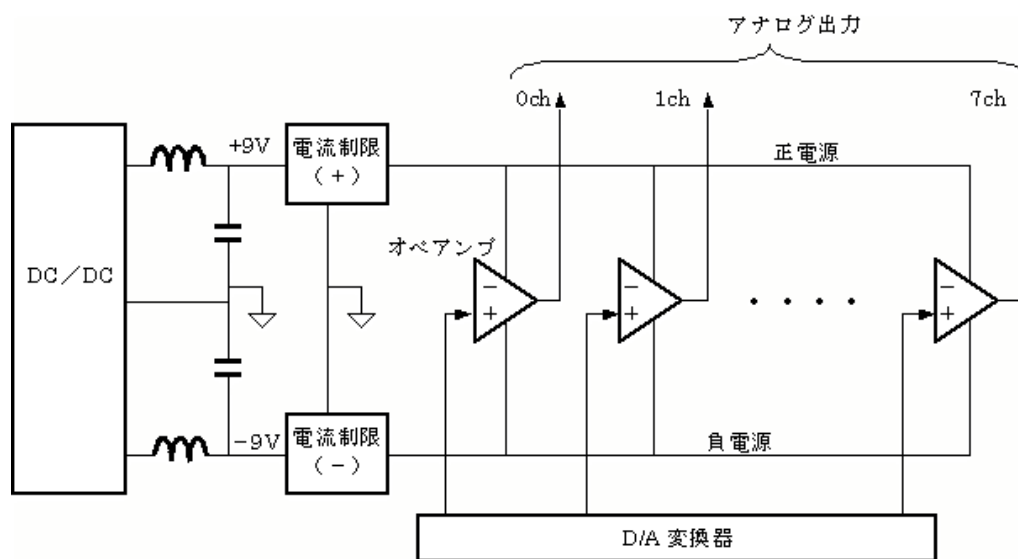 アナログ出力
0ch
1ch
7ch
+9V
電流制限
(+)
正電源
オペアンプ
DC/DC
−
+
−
+
・・・・
−
+
−9V
電流制限
(−)
負電源
D/A 変換器